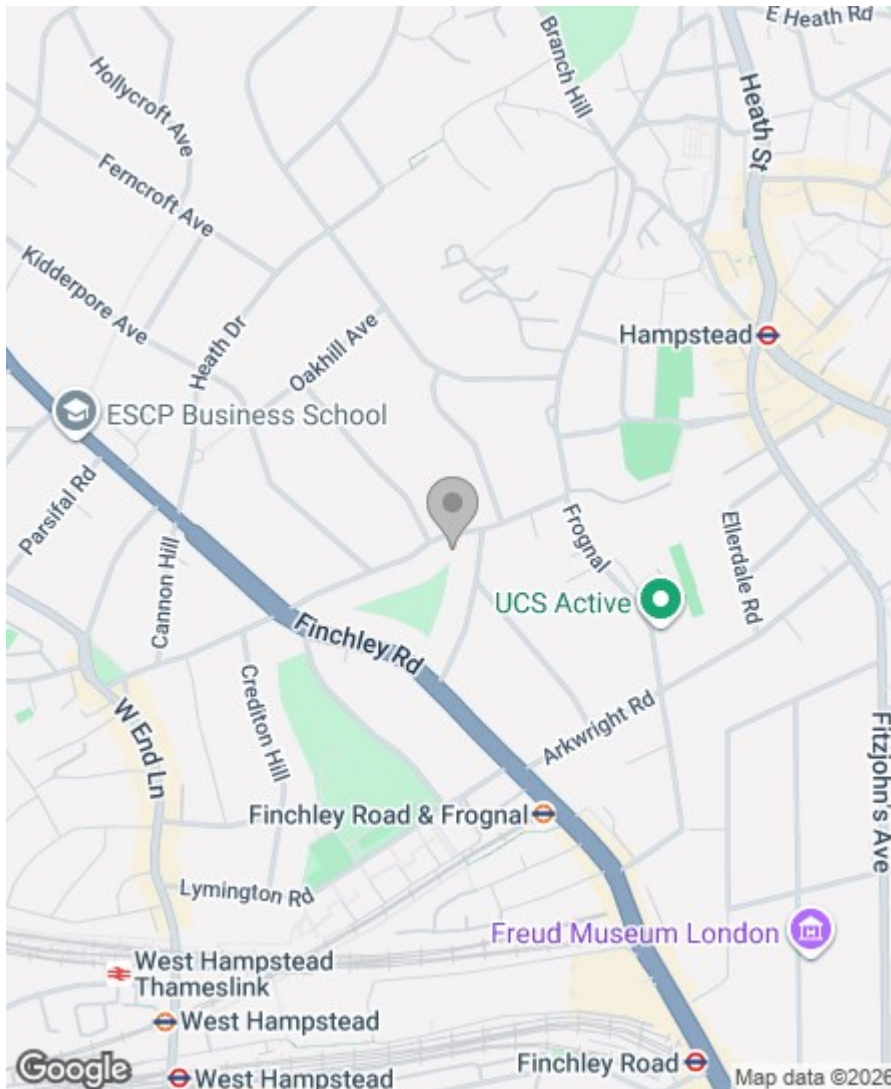 E Heath Rd
Branch Hill
Hollycroft Ave
Heath St
Ferncroft Ave
Kidderpore Ave
Heath Dr
Oakhill Ave
Hampstead
ESCP Business School
Parsifal Rd
Cannon Hill
Frognal
Ellerdale Rd
UCS Active
Finchley Rd
Crediton Hill
W End Ln
Arkwright Rd
Fitzjohn's Ave
Finchley Road & Frognal
Lymington Rd
Freud Museum London
West Hampstead
Thameslink
West Hampstead
Finchley Road
West Hampstead
Google
Map data ©2026